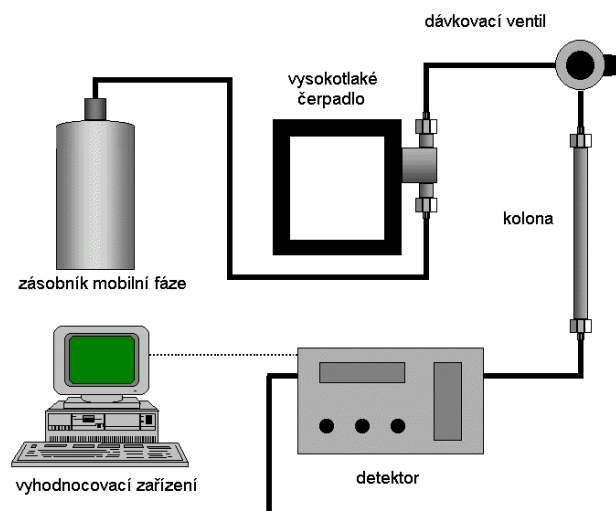 dávkovací ventil
vysokotlaké
čerpadlo
kolona
zásobník mobilní fáze
detektor
vyhodnocovací zařízení